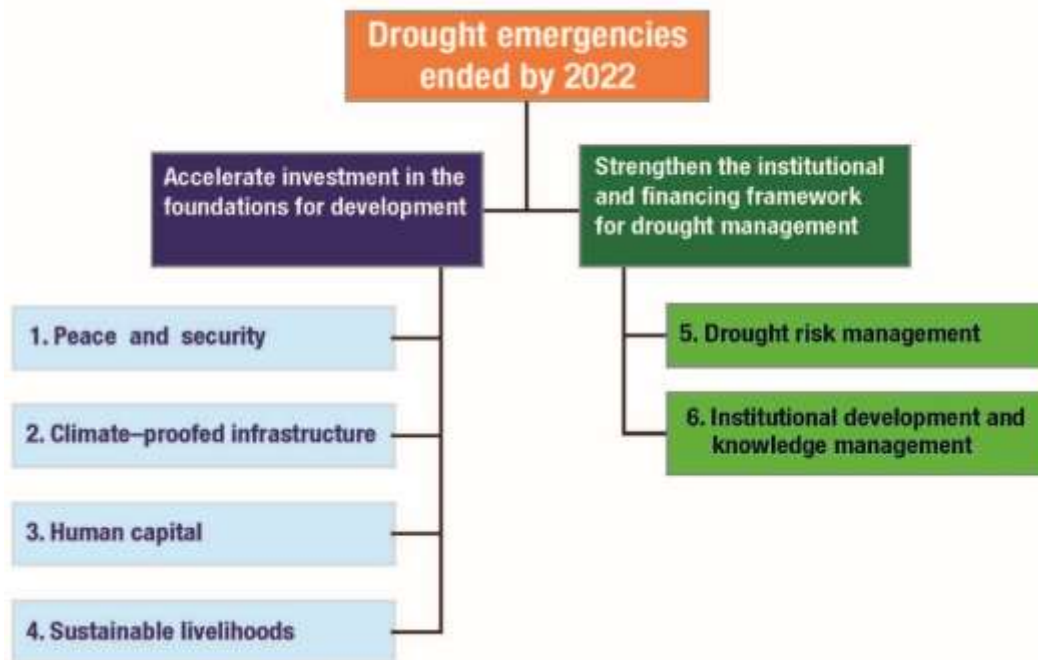 Drought emergencies
ended by 2022
Accelerate investment in the
foundations for development
Strengthen the institutional
and financing framework
for drought management
1. Peace and security
2. Climate–proofed infrastructure
3. Human capital
4. Sustainable livelihoods
5. Drought risk management
6. Institutional development and
knowledge management